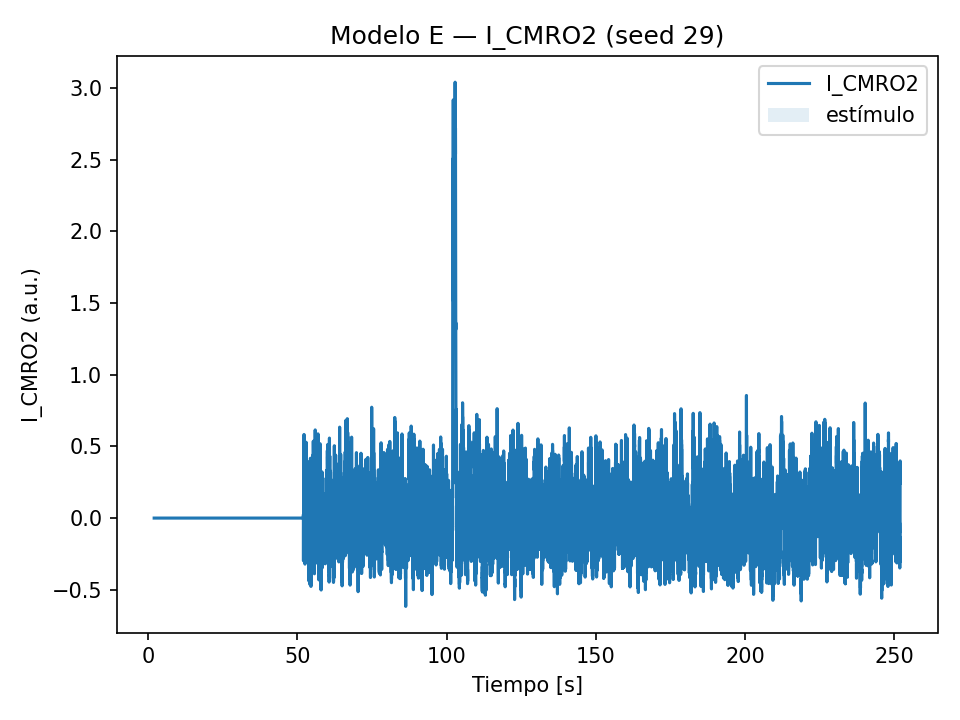 Modelo E — I_CMRO2 (seed 29)
I_CMRO2
estímulo
3.0
2.5
2.0
1.5
1.0
0.5
0.0
−0.5
I_CMRO2 (a.u.)
0 50 100 150 200 250
Tiempo [s]